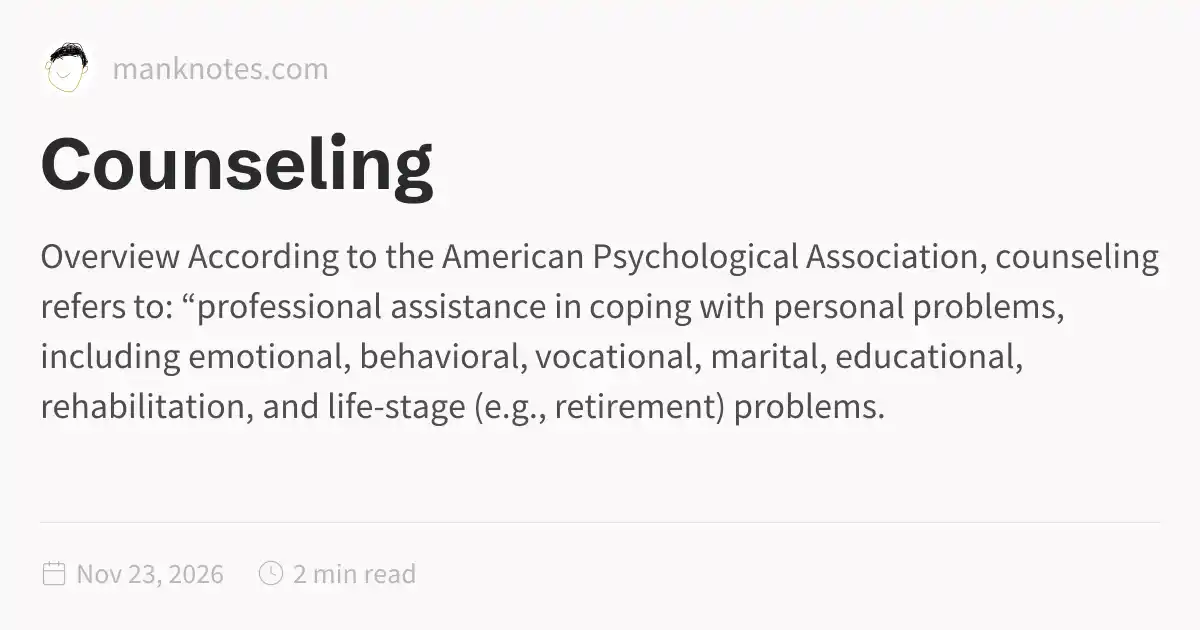 manknotes.com
Counseling
Overview According to the American Psychological Association, counseling
refers to: “professional assistance in coping with personal problems,
including emotional, behavioral, vocational, marital, educational,
rehabilitation, and life-stage (e.g., retirement) problems.
Nov 23, 2026 2 min read